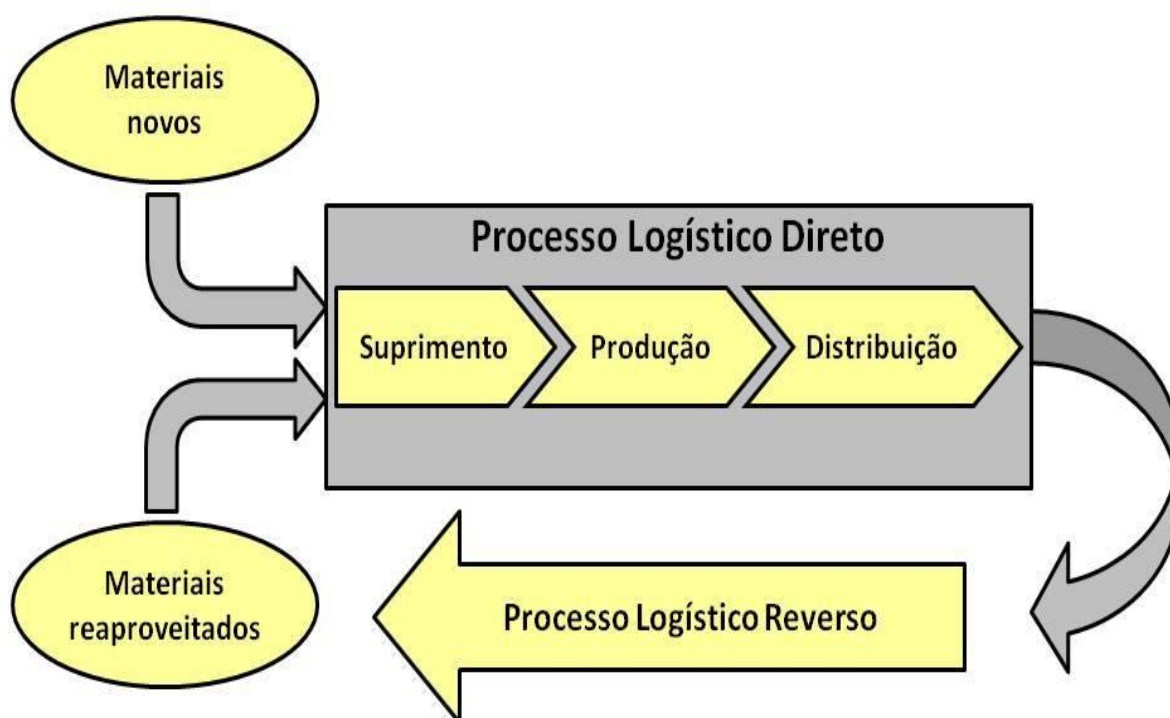 Materiais
novos
Processo Logístico Direto
Suprimento
Produção
Distribuição
Materiais
reaproveitados
Processo Logístico Reverso